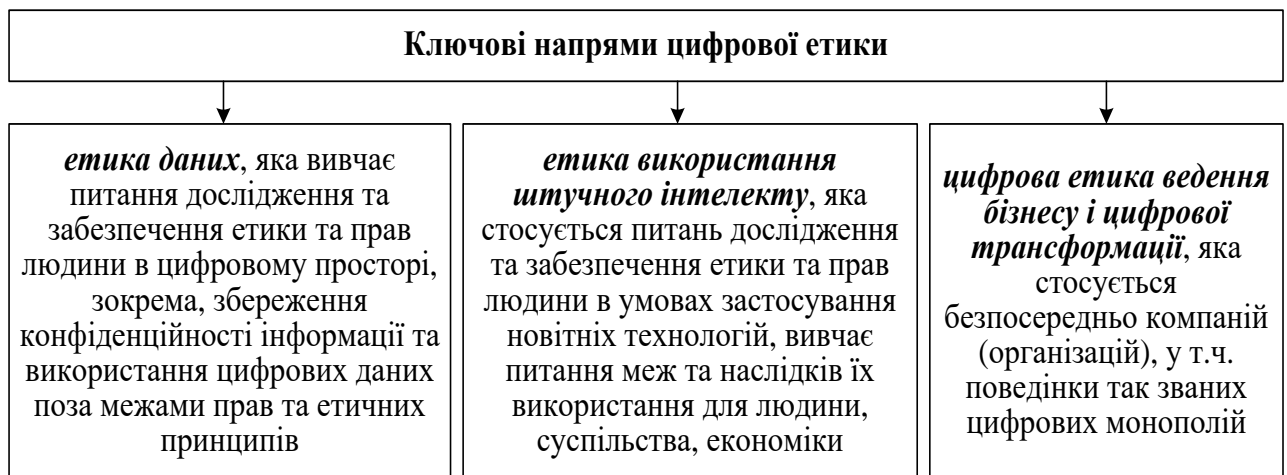 Ключові напрями цифрової етики
етика даних, яка вивчає
питання дослідження та
забезпечення етики та прав
людини в цифровому просторі,
зокрема, збереження
конфіденційності інформації та
використання цифрових даних
поза межами прав та етичних
принципів
етика використання
штучного інтелекту, яка
стосується питань дослідження
та забезпечення етики та прав
людини в умовах застосування
новітніх технологій, вивчає
питання меж та наслідків їх
використання для людини,
суспільства, економіки
цифрова етика ведення
бізнесу і цифрової
трансформації, яка
стосується
безпосередньо компаній
(організацій), у т.ч.
поведінки так званих
цифрових монополій